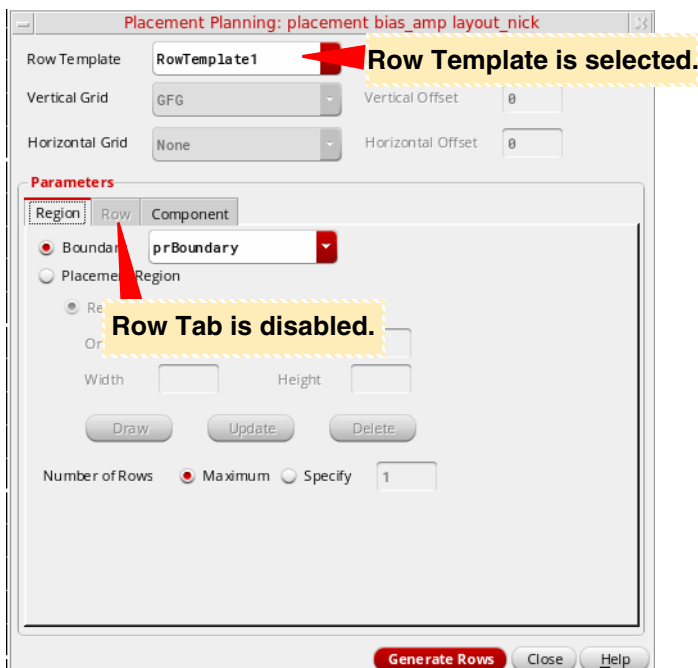 Placement Planning: placement bias_amp layout_nick
Row Template RowTemplate1 Row Template is selected.
Vertical Grid GFG Vertical Offset 0
Horizontal Grid None Horizontal Offset 0
Parameters
Region Row Component
Boundar prBoundary
Placeme Region
Re
Row Tab is disabled.
Or
Width Height
Draw Update Delete
Number of Rows Maximum Specify 1
Generate Rows Close Help